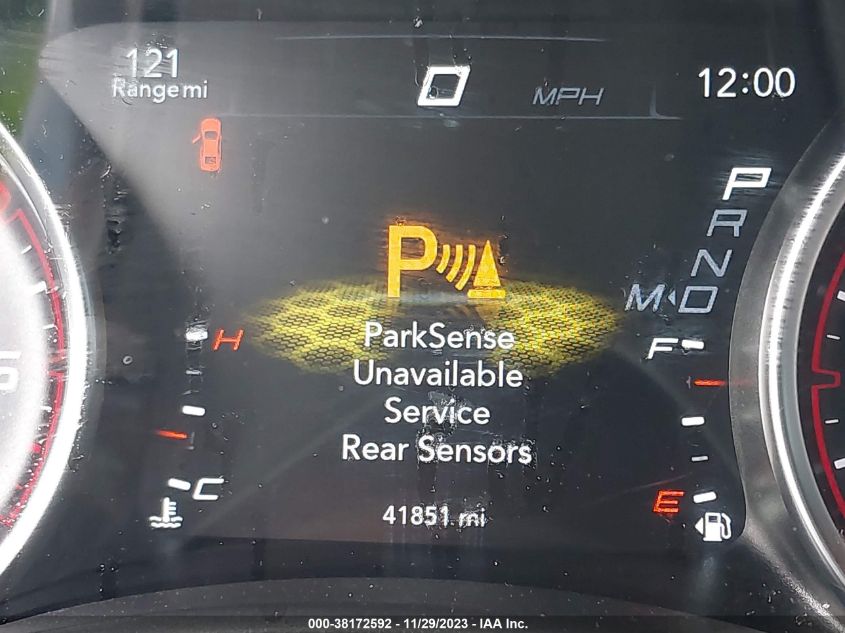 121
Range mi
0 MPH
12:00
P
R
N
M D
H
F
ParkSense
Unavailable
Service
Rear Sensors
C
E
41851 mi
000-38172592 - 11/29/2023 - IAA Inc.